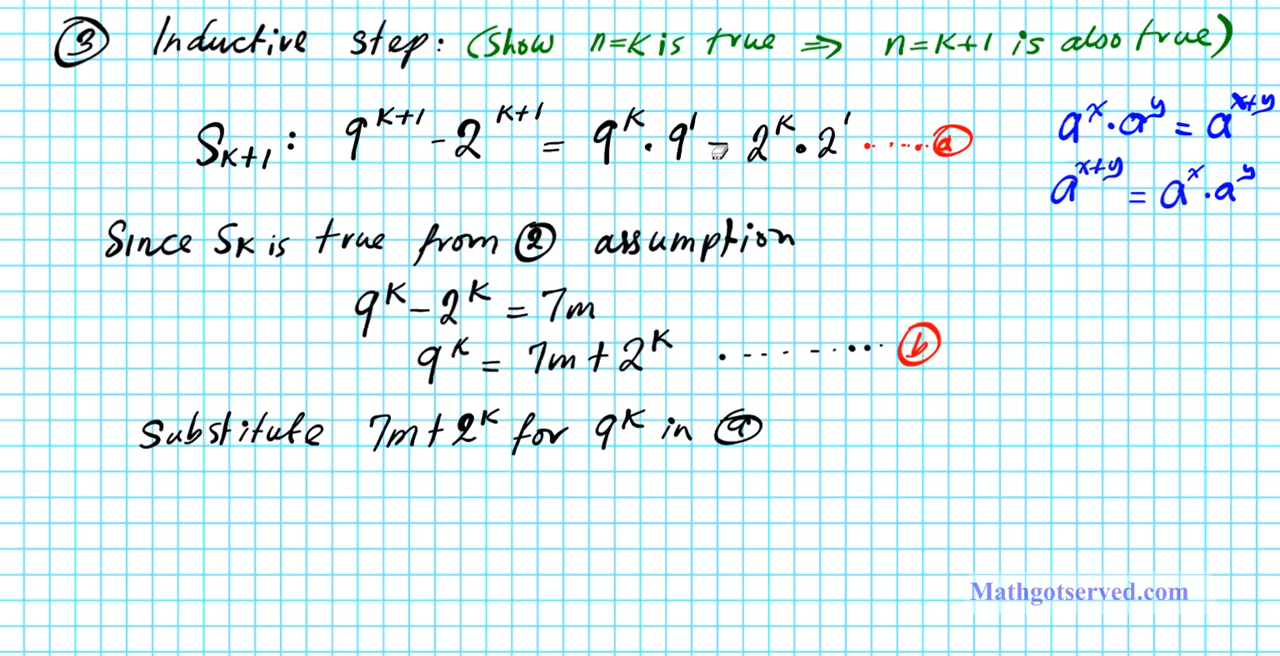 ③ Inductive step: (Show n=k is true ⇒ n=k+1 is also true)
S_{k+1}: 9^{k+1} - 2^{k+1} = 9^k · 9^1 - 2^k · 2^1 ······ ⓐ
a^x · a^y = a^{x+y}
a^{x+y} = a^x · a^y
Since S_k is true from ② assumption
9^k - 2^k = 7m
9^k = 7m + 2^k ········· ⓑ
Substitute 7m + 2^k for 9^k in ⓐ
Mathgotserved.com